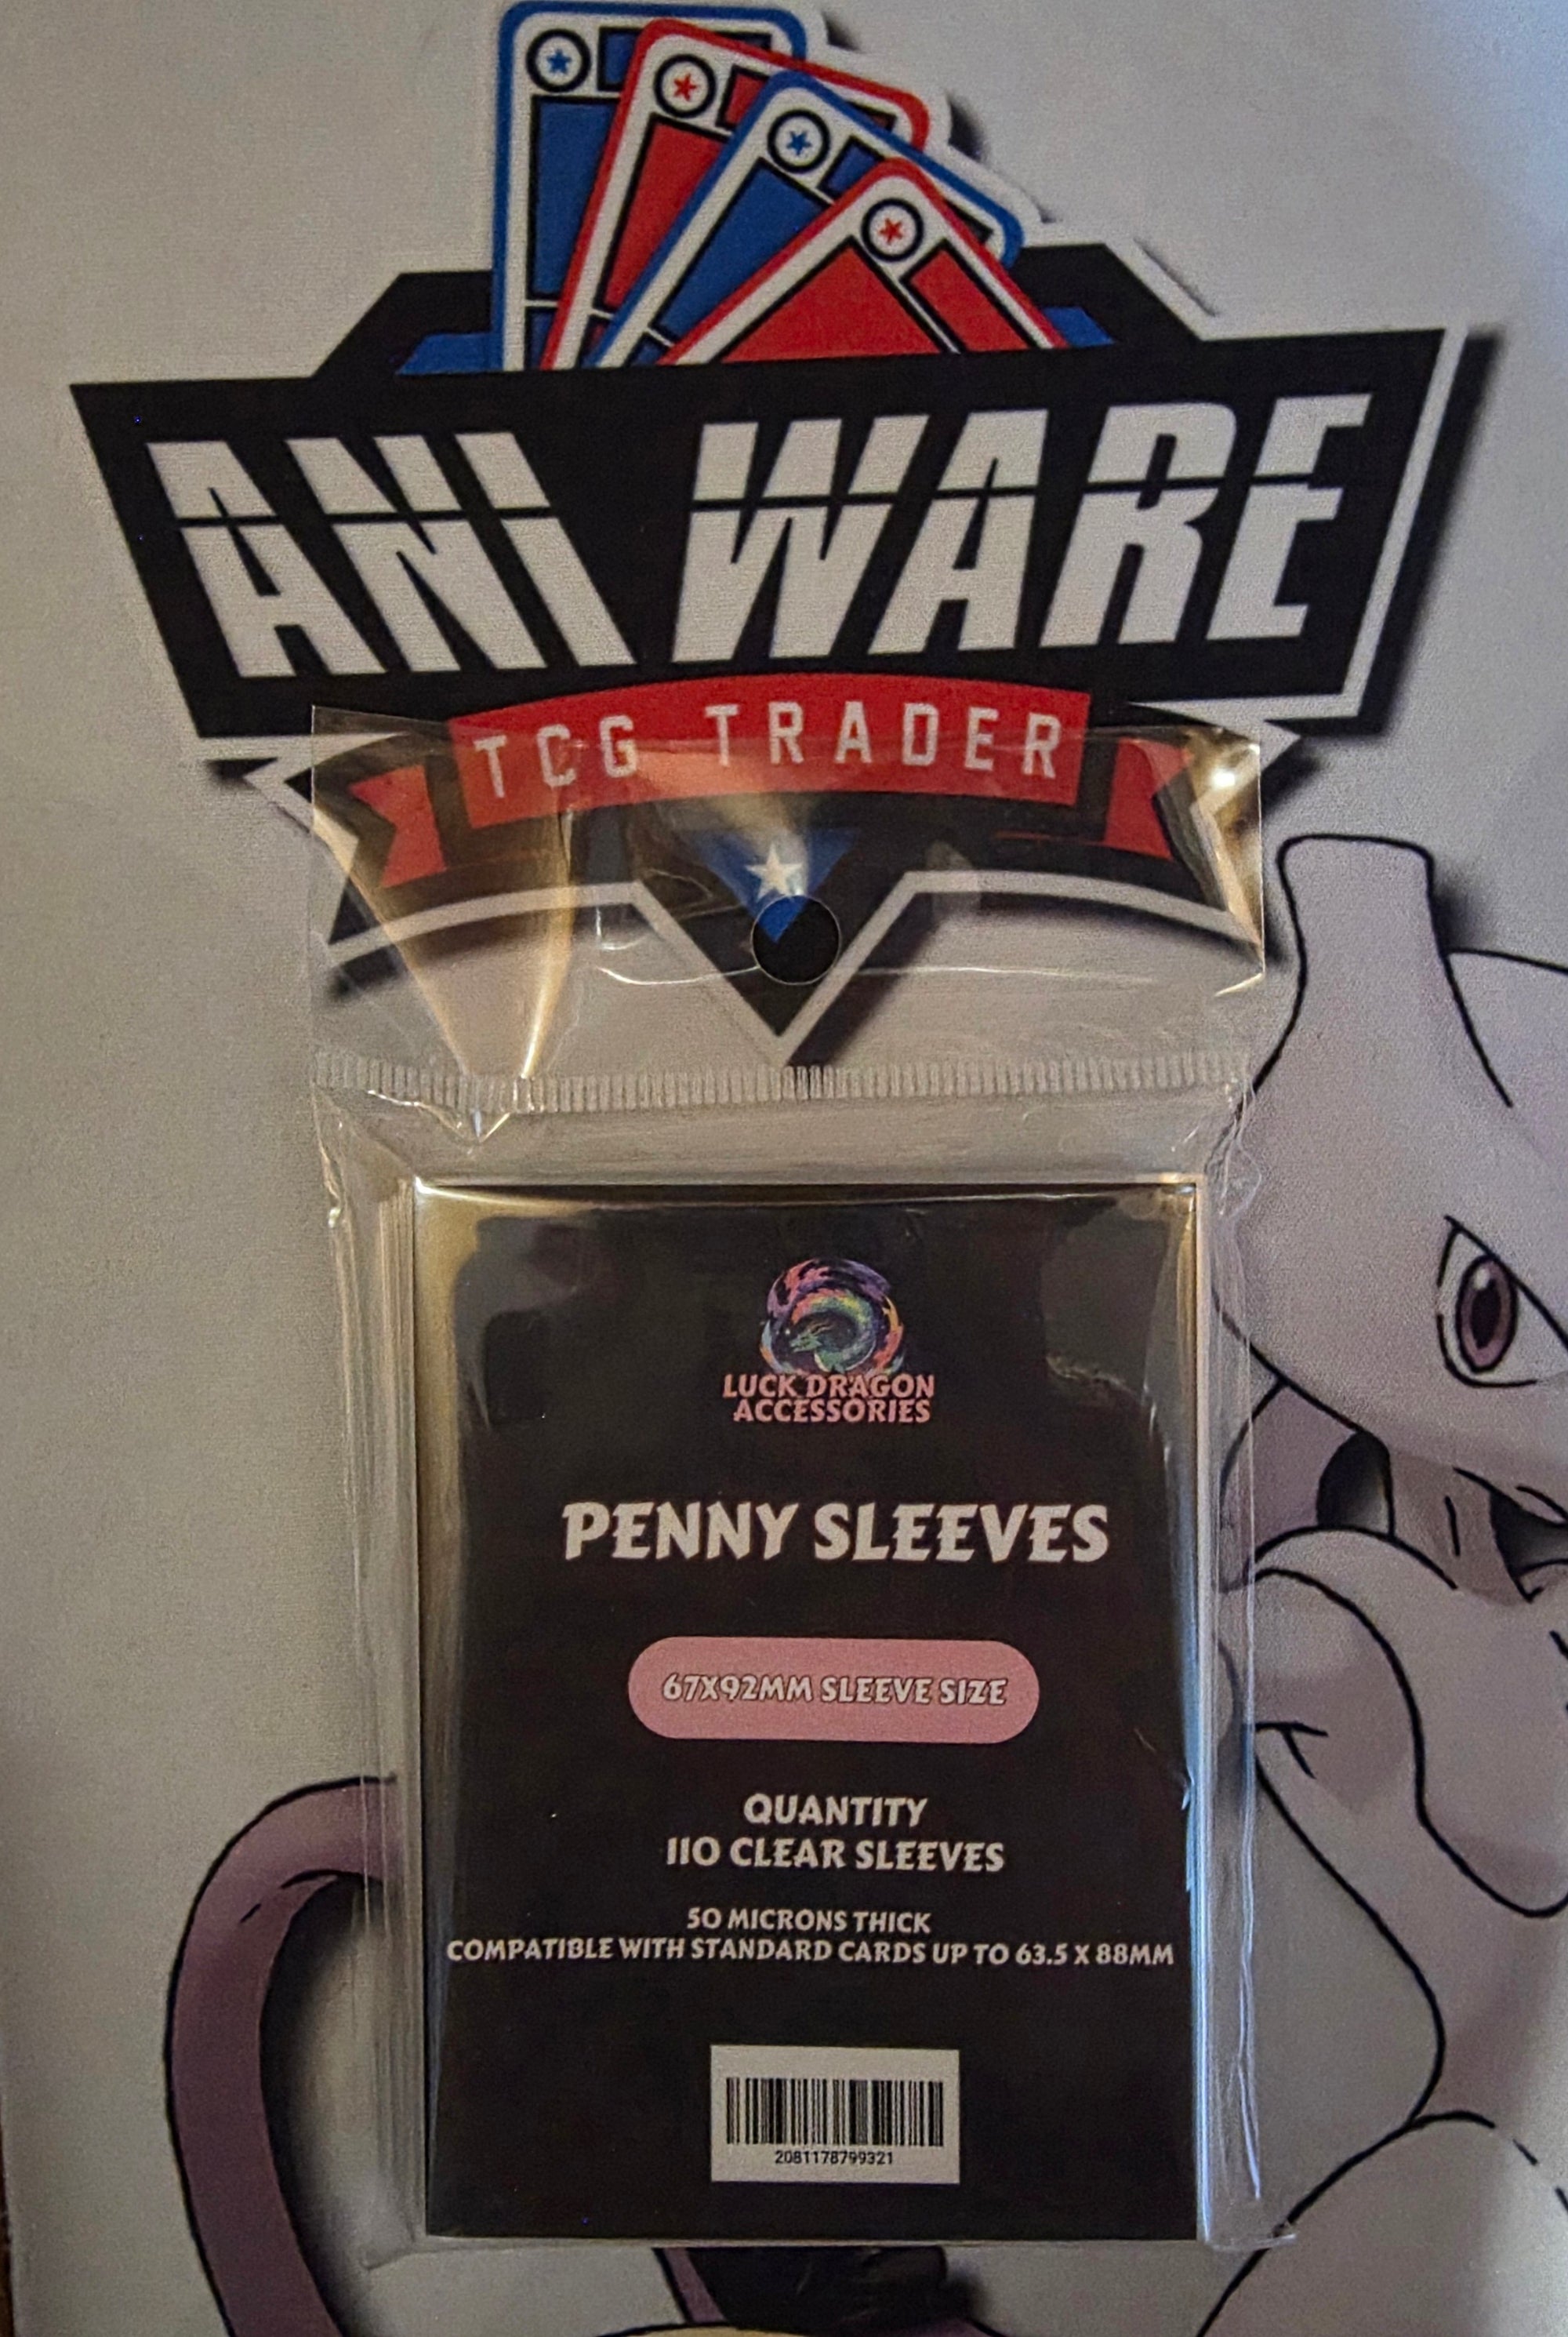 ANI WARE
TCG TRADER
LUCK DRAGON
ACCESSORIES
PENNY SLEEVES
67X92MM SLEEVE SIZE
QUANTITY
110 CLEAR SLEEVES
50 MICRONS THICK
COMPATIBLE WITH STANDARD CARDS UP TO 63.5 X 88MM
2081178799321